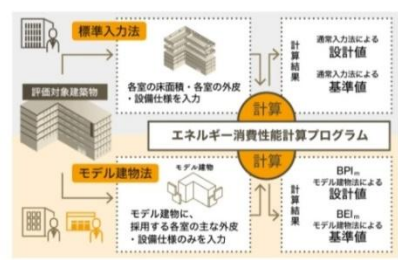 標準入力法
各室の床面積・各室の外皮
・設備仕様を入力
計算結果
通常入力法による
設計値
通常入力法による
基準値
評価対象建築物
計算
エネルギー消費性能計算プログラム
計算
モデル建物法
モデル建物
モデル建物に、
採用する各室の主な外皮
・設備仕様のみを入力
計算結果
BPIm
モデル建物法による
設計値
BEIm
モデル建物法による
基準値